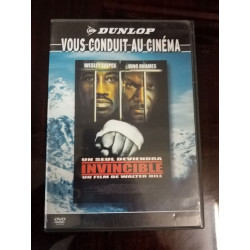 DUNLOP
VOUS CONDUIT AU CINÉMA
WESLEY SNIPES VING RHAMES
UN SEUL DEVIENDRA
INVINCIBLE
UN FILM DE WALTER HILL
DVD